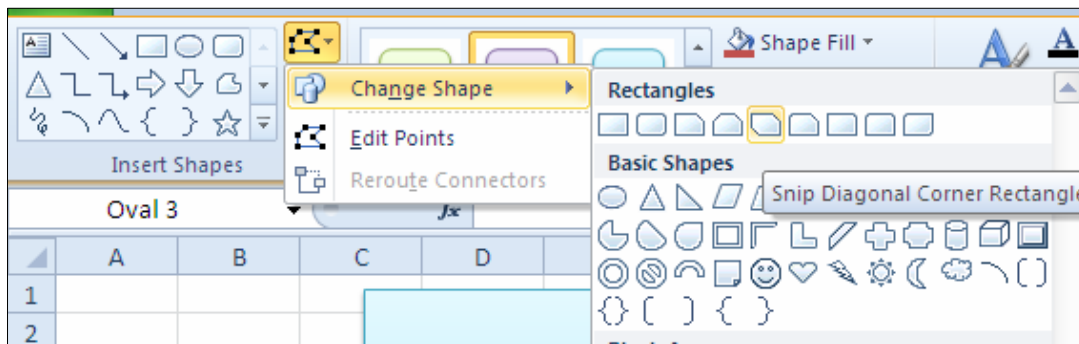 Shape Fill
A
A
A
Change Shape
Rectangles
Edit Points
Insert Shapes
Basic Shapes
Reroute Connectors
Snip Diagonal Corner Rectangle
Oval 3
fx
A B C D
1
2